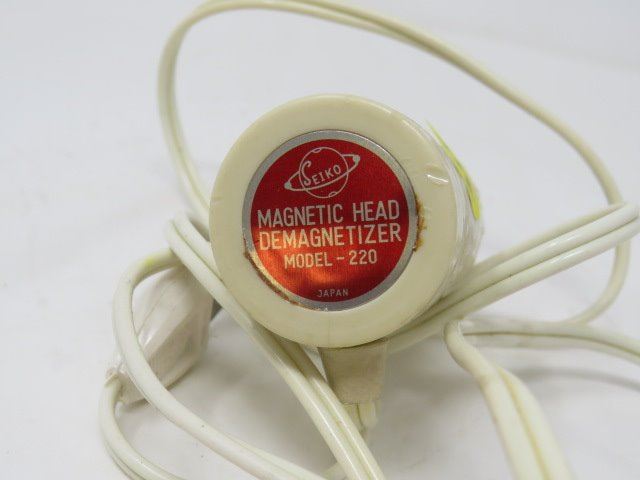 SEIKO
MAGNETIC HEAD
DEMAGNETIZER
MODEL-220
JAPAN